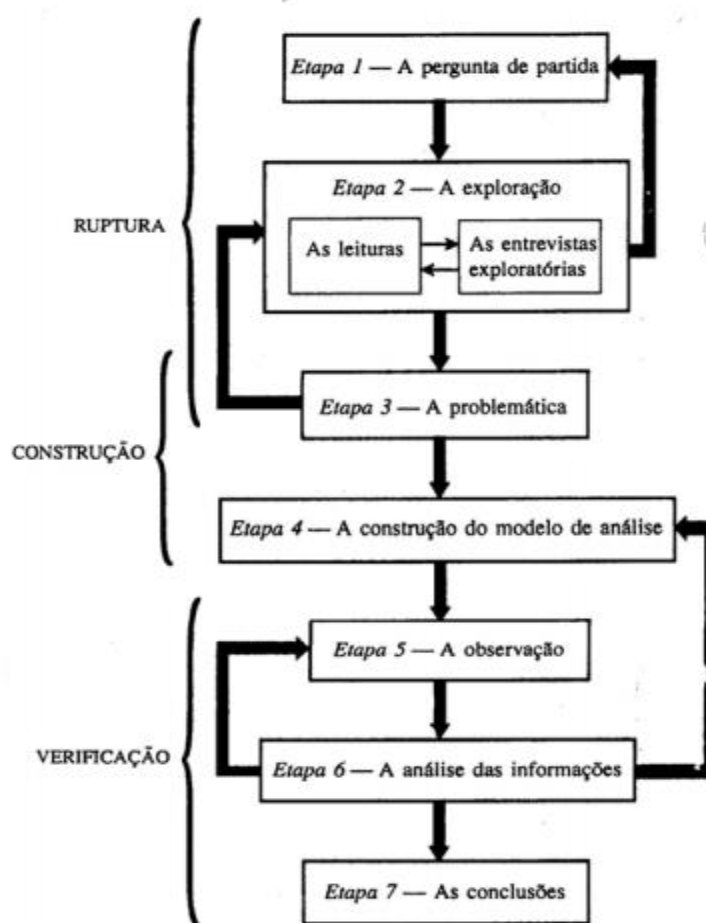 Etapa 1 — A pergunta de partida
Etapa 2 — A exploração
RUPTURA
As leituras
As entrevistas
exploratórias
Etapa 3 — A problemática
CONSTRUÇÃO
Etapa 4 — A construção do modelo de análise
Etapa 5 — A observação
VERIFICAÇÃO
Etapa 6 — A análise das informações
Etapa 7 — As conclusões